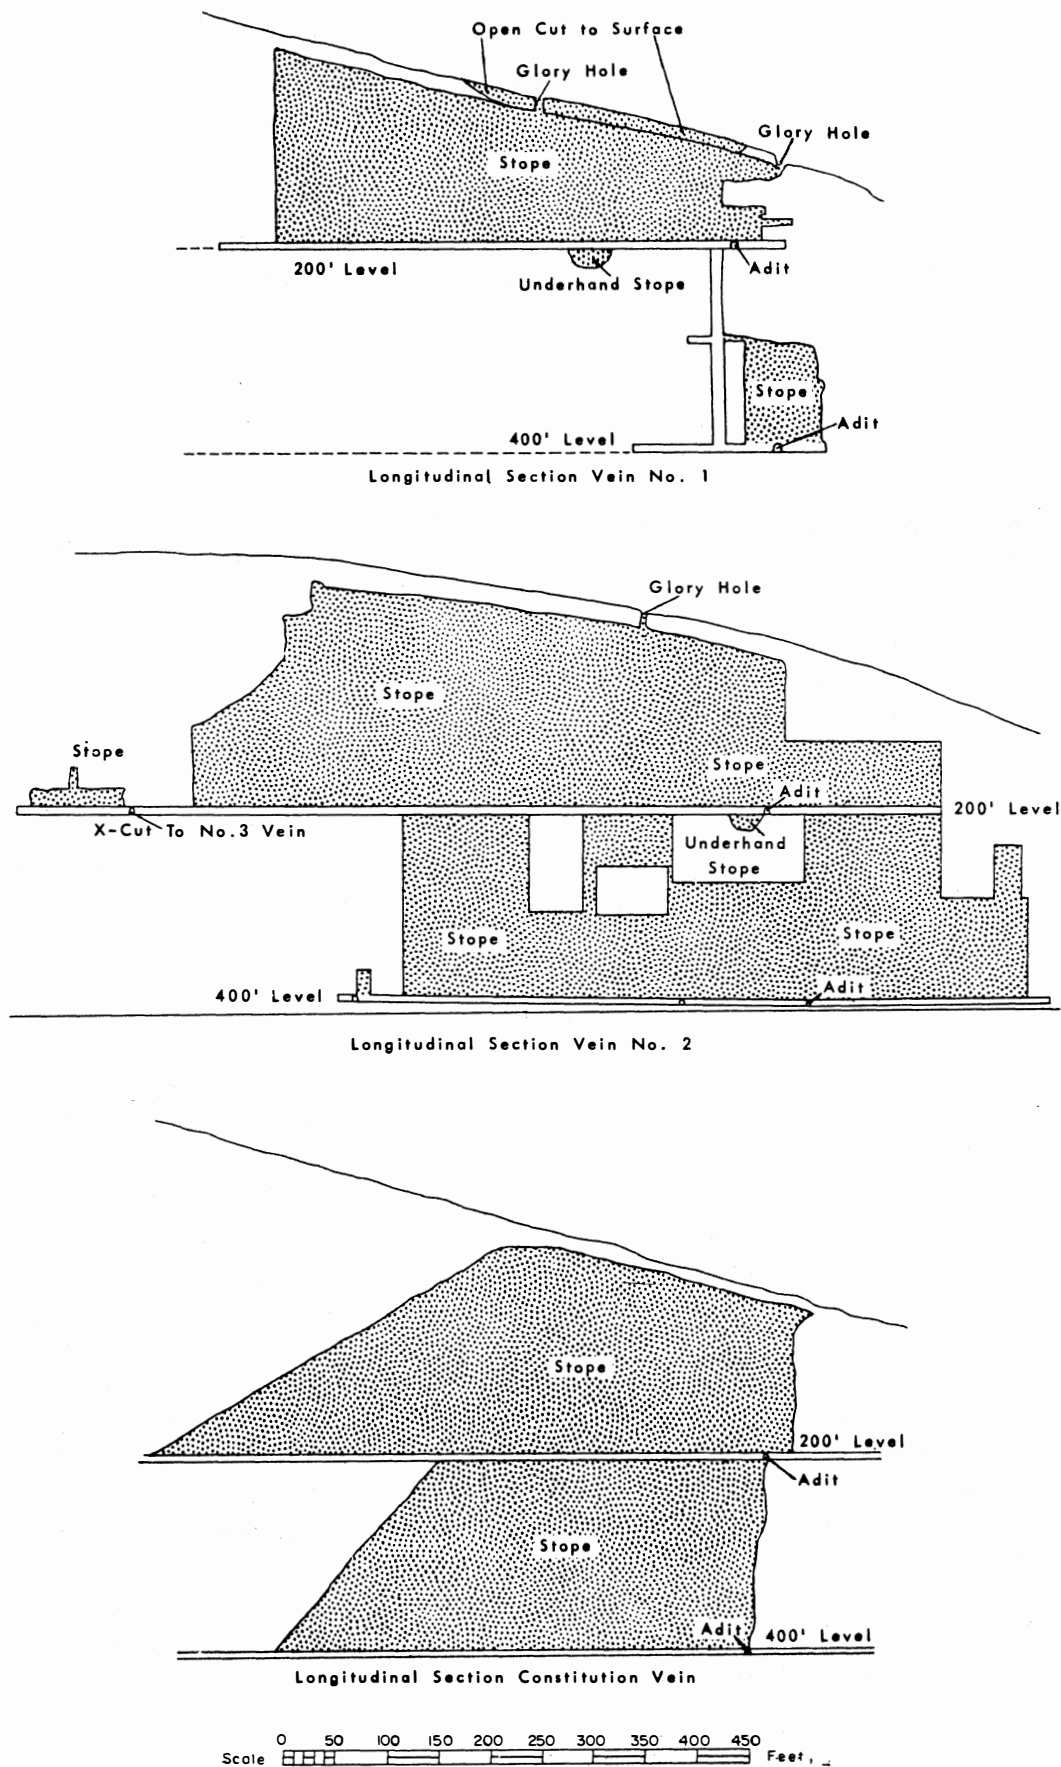 Open Cut to Surface
Glory Hole
Glory Hole
Stope
200' Level
Adit
Underhand Stope
Stope
Adit
400' Level
Longitudinal Section Vein No. 1
Glory Hole
Stope
Stope
Stope
Adit
200' Level
X-Cut To No.3 Vein
Underhand
Stope
Stope
Stope
Adit
400' Level
Longitudinal Section Vein No. 2
Stope
200' Level
Adit
Stope
Adit
400' Level
Longitudinal Section Constitution Vein
0 50 100 150 200 250 300 350 400 450
Scale Feet